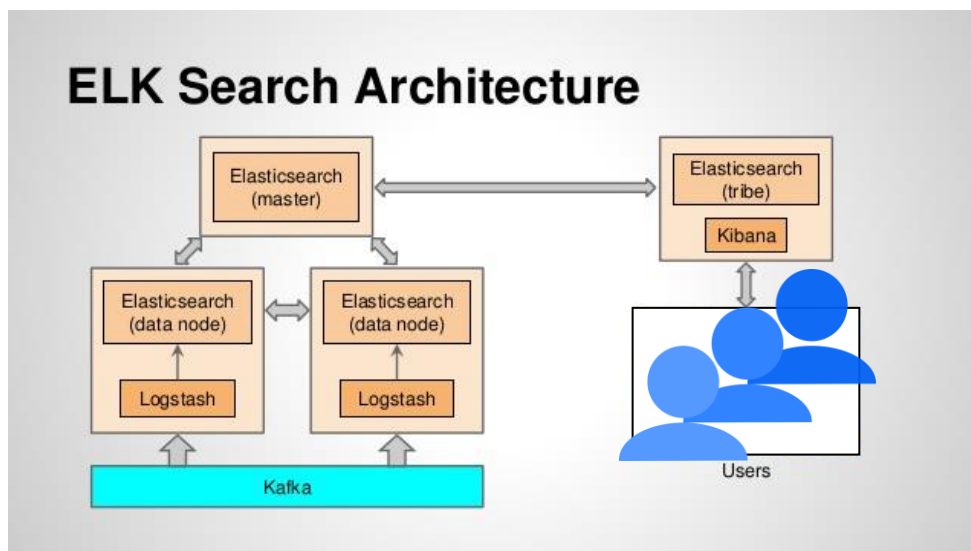 ELK Search Architecture
Elasticsearch
(master)
Elasticsearch
(tribe)
Kibana
Elasticsearch
(data node)
Elasticsearch
(data node)
Logstash
Logstash
Kafka
Users